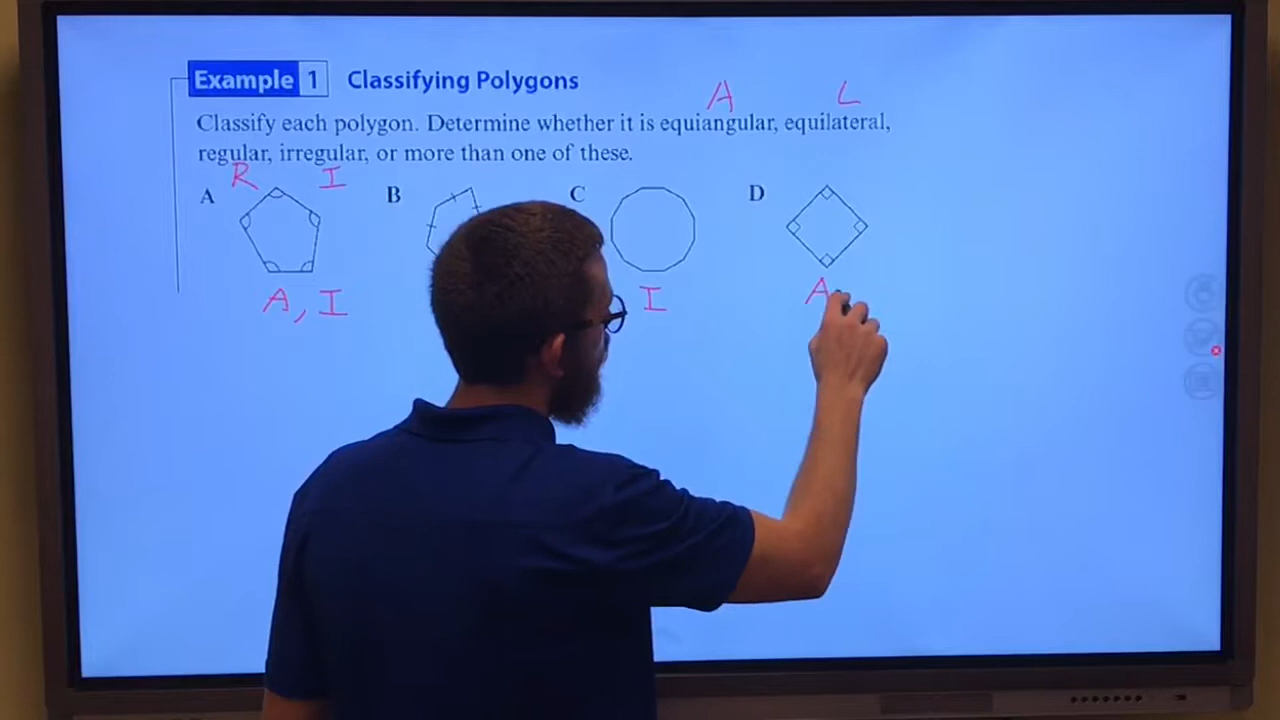 Example 1 Classifying Polygons
A L
Classify each polygon. Determine whether it is equiangular, equilateral,
regular, irregular, or more than one of these.
R I
A B C D
A, I I A